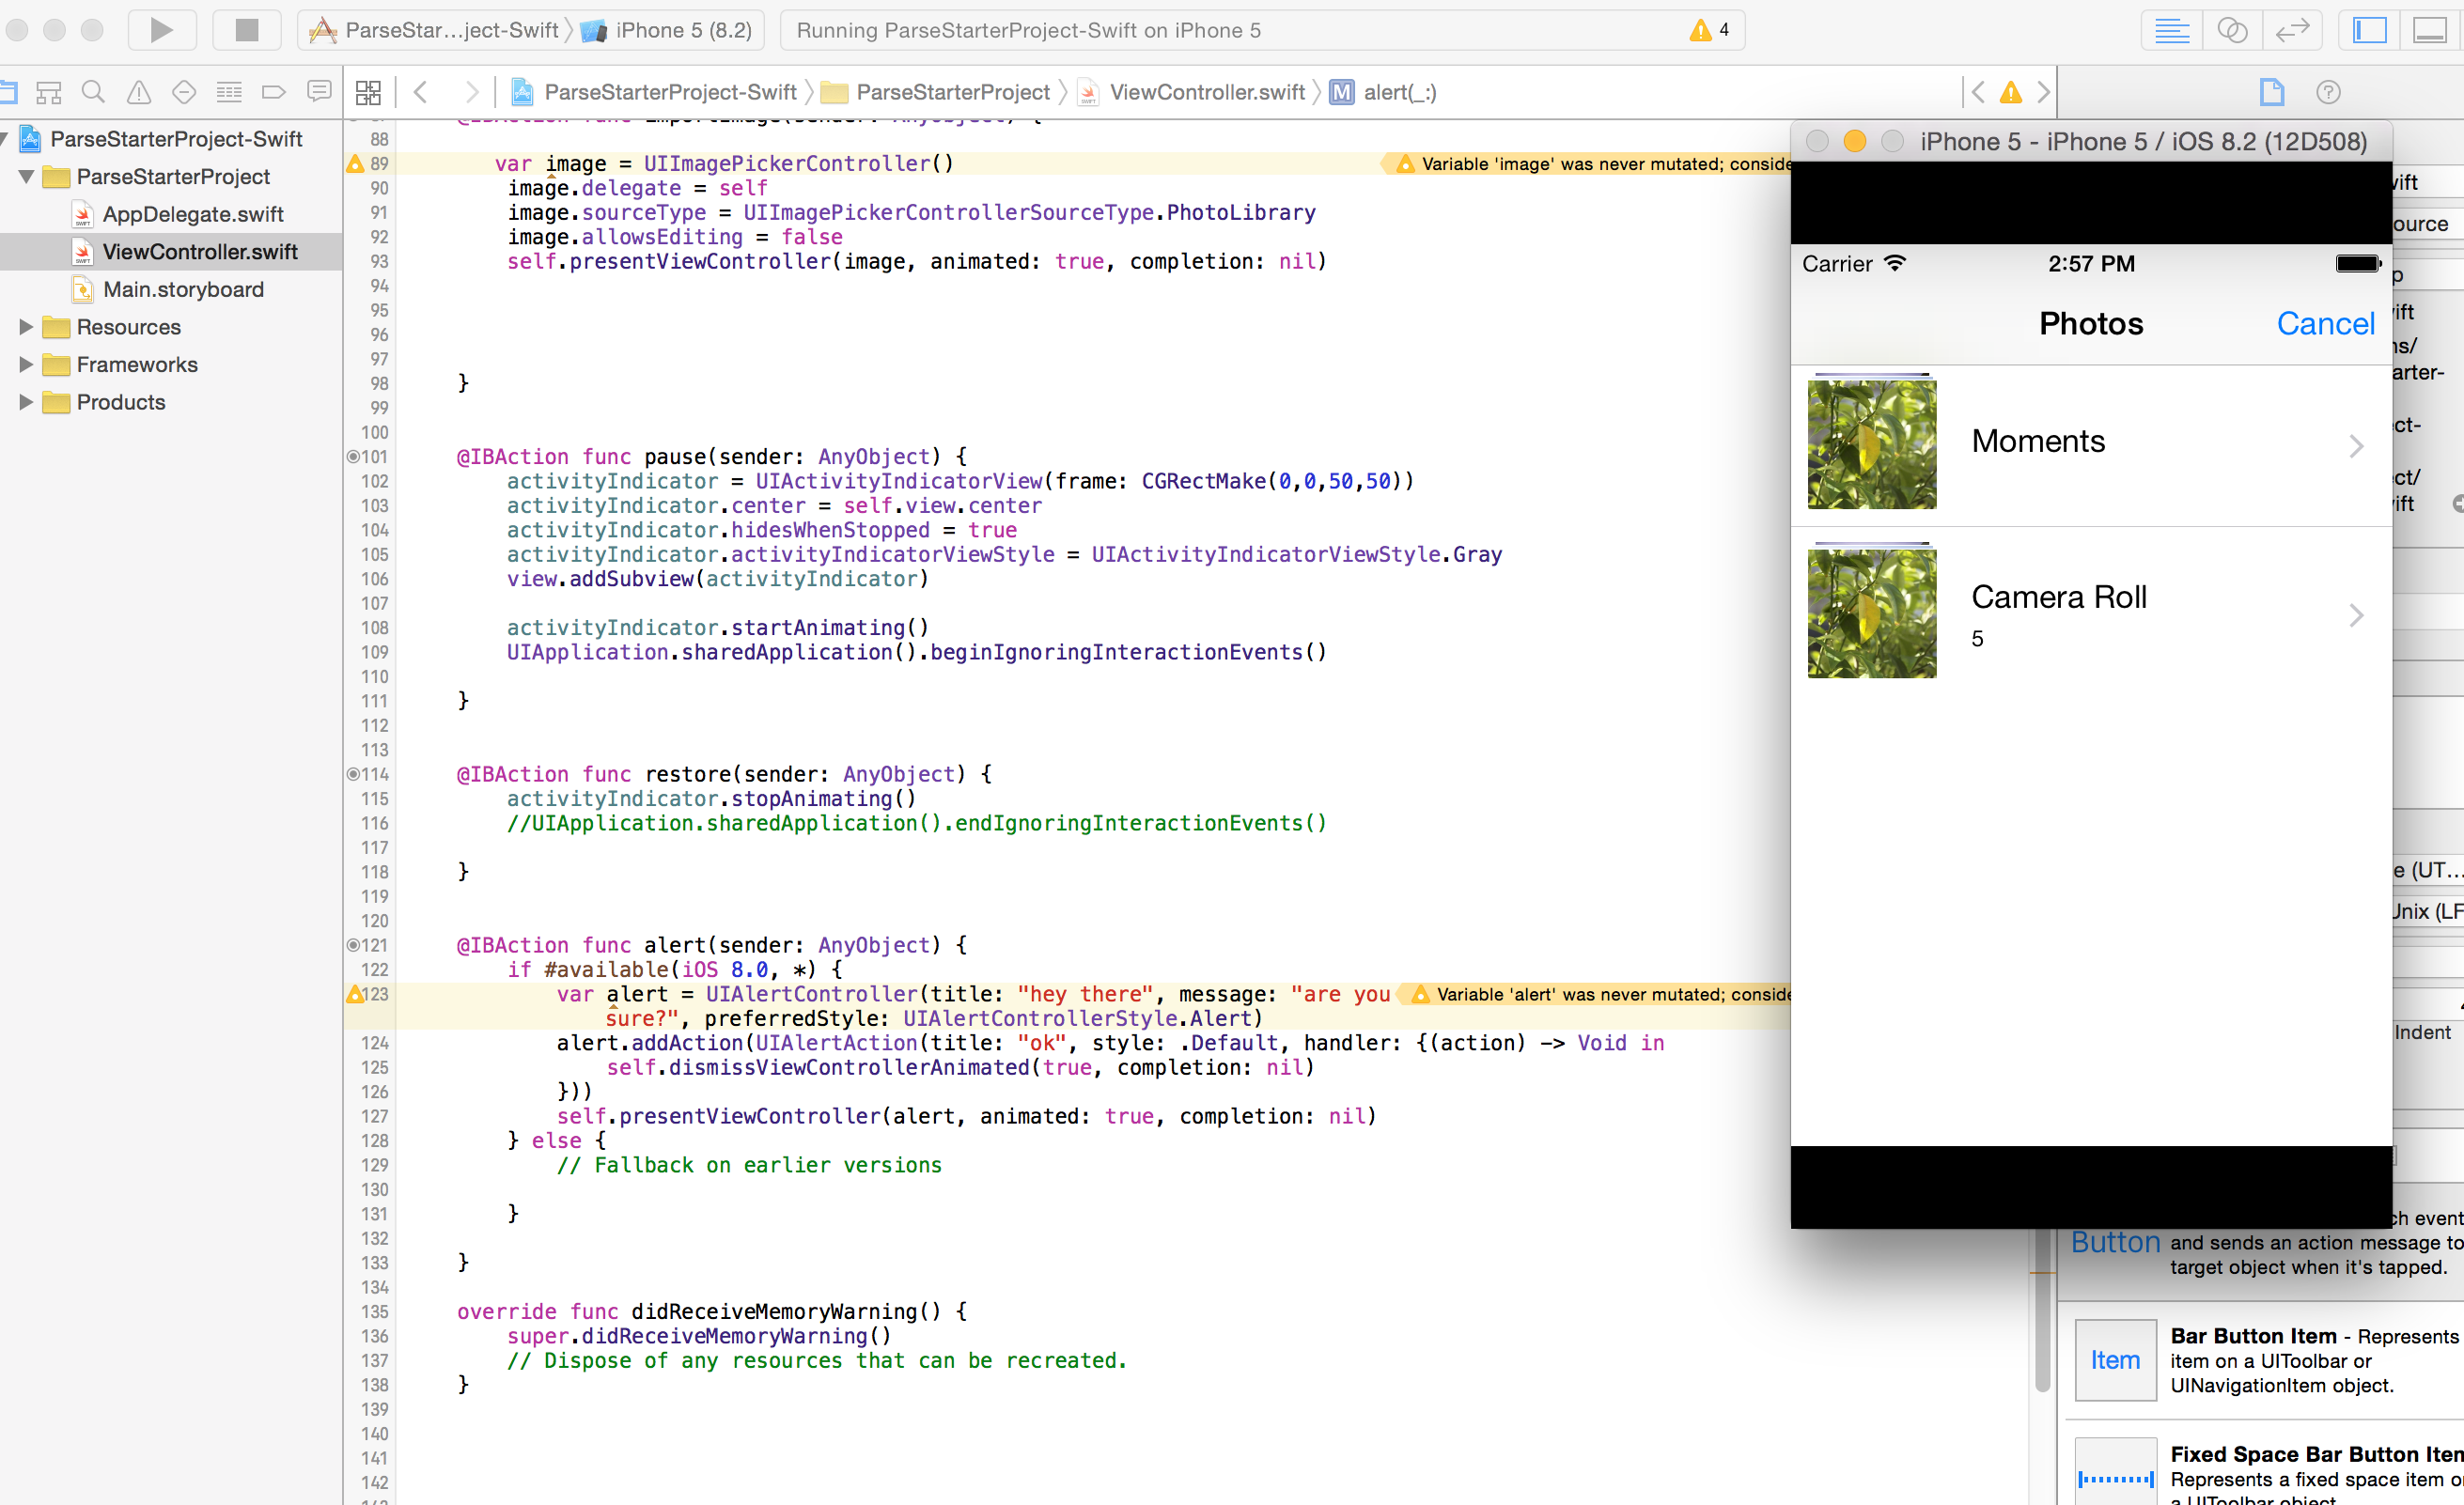 ParseStar...ject-Swift
iPhone 5 (8.2)
Running ParseStarterProject-Swift on iPhone 5
4
ParseStarterProject-Swift
ParseStarterProject
ViewController.swift
M alert(_:)
ParseStarterProject-Swift
ParseStarterProject
AppDelegate.swift
ViewController.swift
Main.storyboard
Resources
Frameworks
Products
88
89 var image = UIImagePickerController()
Variable 'image' was never mutated; conside
90 image.delegate = self
91 image.sourceType = UIImagePickerControllerSourceType.PhotoLibrary
92 image.allowsEditing = false
93 self.presentViewController(image, animated: true, completion: nil)
94
95
96
97
98 }
99
100
101 @IBAction func pause(sender: AnyObject) {
102 activityIndicator = UIActivityIndicatorView(frame: CGRectMake(0,0,50,50))
103 activityIndicator.center = self.view.center
104 activityIndicator.hidesWhenStopped = true
105 activityIndicator.activityIndicatorViewStyle = UIActivityIndicatorViewStyle.Gray
106 view.addSubview(activityIndicator)
107
108 activityIndicator.startAnimating()
109 UIApplication.sharedApplication().beginIgnoringInteractionEvents()
110
111 }
112
113
114 @IBAction func restore(sender: AnyObject) {
115 activityIndicator.stopAnimating()
116 //UIApplication.sharedApplication().endIgnoringInteractionEvents()
117
118 }
119
120
121 @IBAction func alert(sender: AnyObject) {
122 if #available(iOS 8.0, *) {
123 var alert = UIAlertController(title: "hey there", message: "are you
Variable 'alert' was never mutated; conside
sure?", preferredStyle: UIAlertControllerStyle.Alert)
124 alert.addAction(UIAlertAction(title: "ok", style: .Default, handler: {(action) -> Void in
125 self.dismissViewControllerAnimated(true, completion: nil)
126 }))
127 self.presentViewController(alert, animated: true, completion: nil)
128 } else {
129 // Fallback on earlier versions
130
131 }
132
133 }
134
135 override func didReceiveMemoryWarning() {
136 super.didReceiveMemoryWarning()
137 // Dispose of any resources that can be recreated.
138 }
139
140
141
142
iPhone 5 - iPhone 5 / iOS 8.2 (12D508)
Carrier
2:57 PM
Photos
Cancel
Moments
Camera Roll
5
ift
ource
p
ift
ns/
arter-
ct-
ct/
ift
e (UT...
Unix (LF
Indent
ch event
Button
and sends an action message to
target object when it's tapped.
Item
Bar Button Item - Represents
item on a UIToolbar or
UINavigationItem object.
Fixed Space Bar Button Item
Represents a fixed space item o
a UIToolbar object.